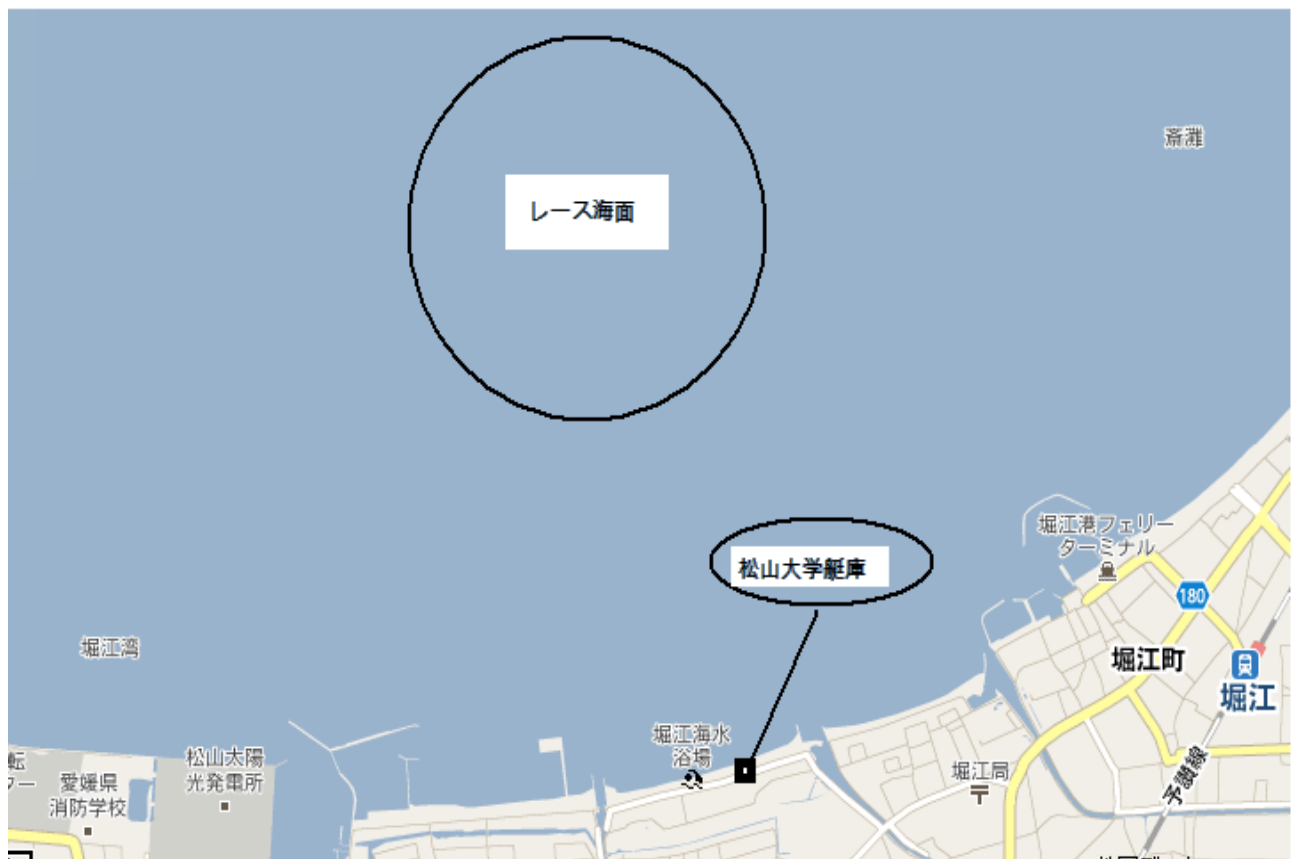 斎灘
レース海面
堀江港フェリー
ターミナル
松山大学艇庫
180
堀江湾
堀江町
堀江
堀江海水
浴場
松山太陽
光発電所
転
ター
愛媛県
消防学校
堀江局
予讃線